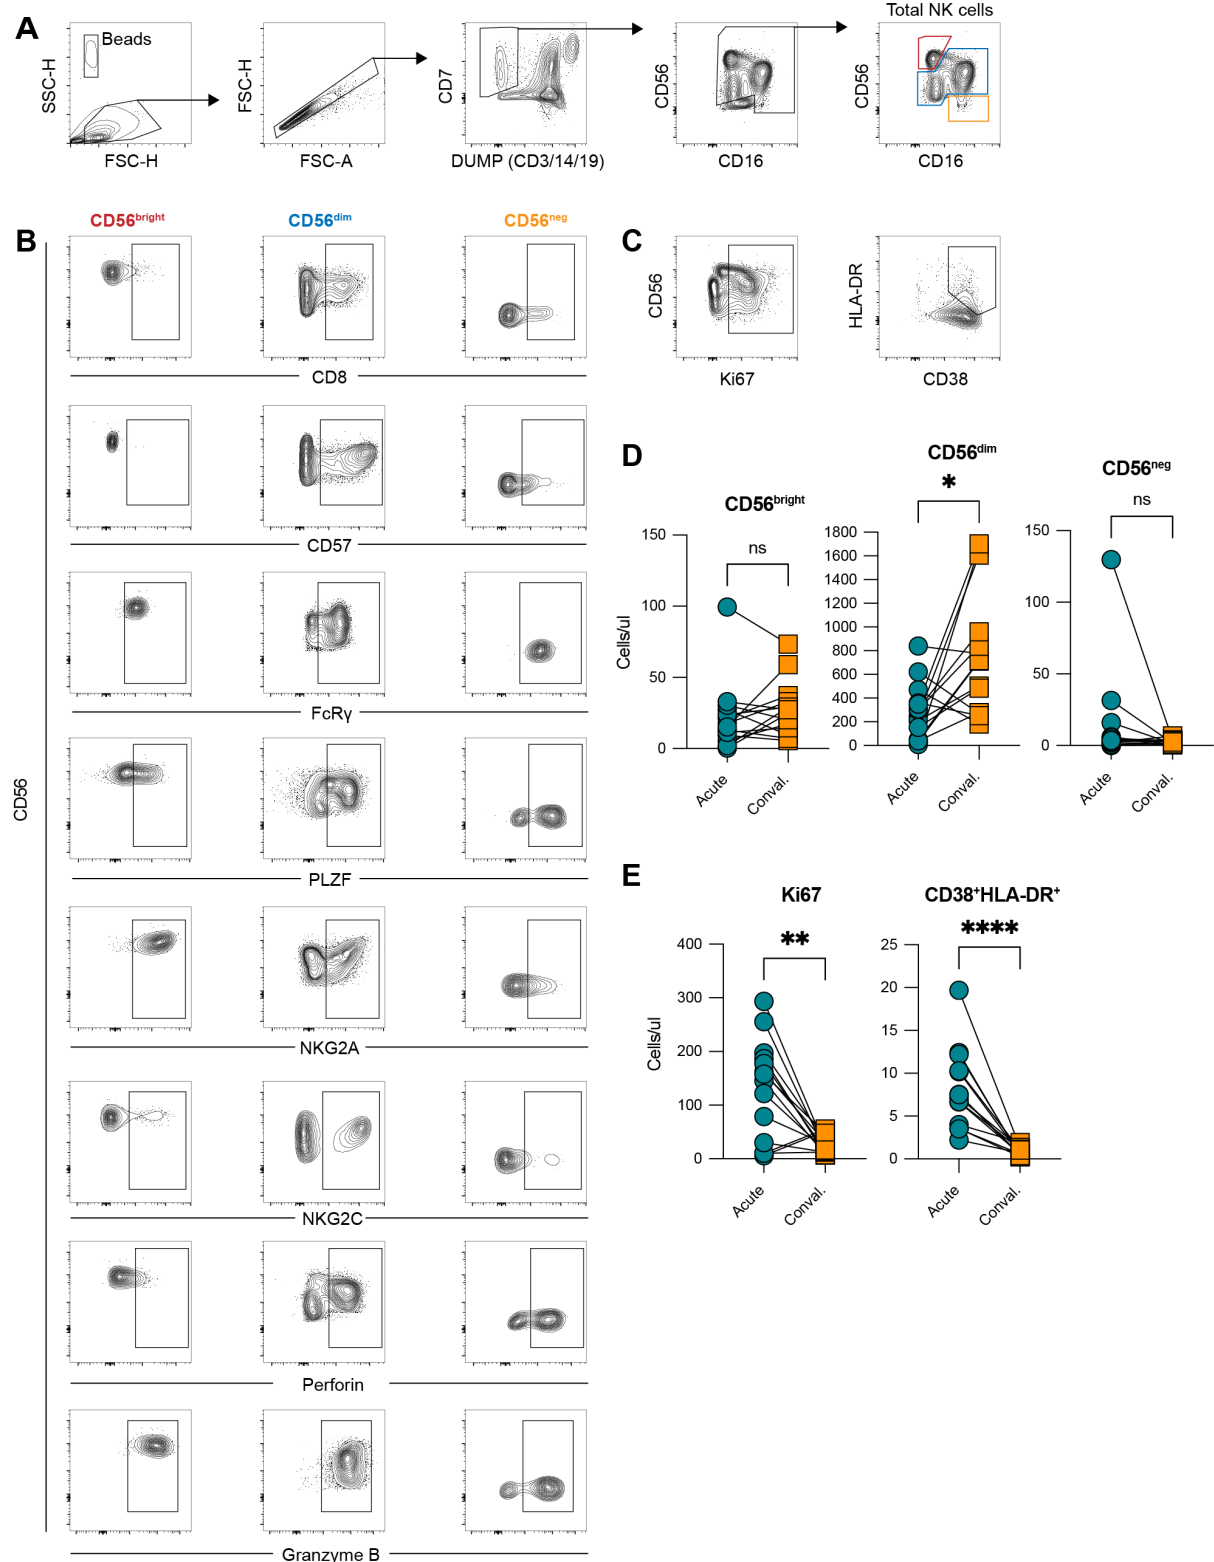 A
Total NK cells
Beads
SSC-H
FSC-H
CD7
CD56
CD56
FSC-H
FSC-A
DUMP (CD3/14/19)
CD16
CD16
B
CD56bright
CD56dim
CD56neg
CD8
CD57
FcRγ
PLZF
NKG2A
NKG2C
Perforin
Granzyme B
CD56
C
CD56
HLA-DR
Ki67
CD38
D
CD56bright
CD56dim
CD56neg
ns
*
ns
Cells/ul
150
100
50
0
1800
1600
1400
1200
1000
800
600
400
200
0
150
100
50
0
Acute
Conval.
Acute
Conval.
Acute
Conval.
E
Ki67
CD38+HLA-DR+
**
****
Cells/ul
400
300
200
100
0
25
20
15
10
5
0
Acute
Conval.
Acute
Conval.